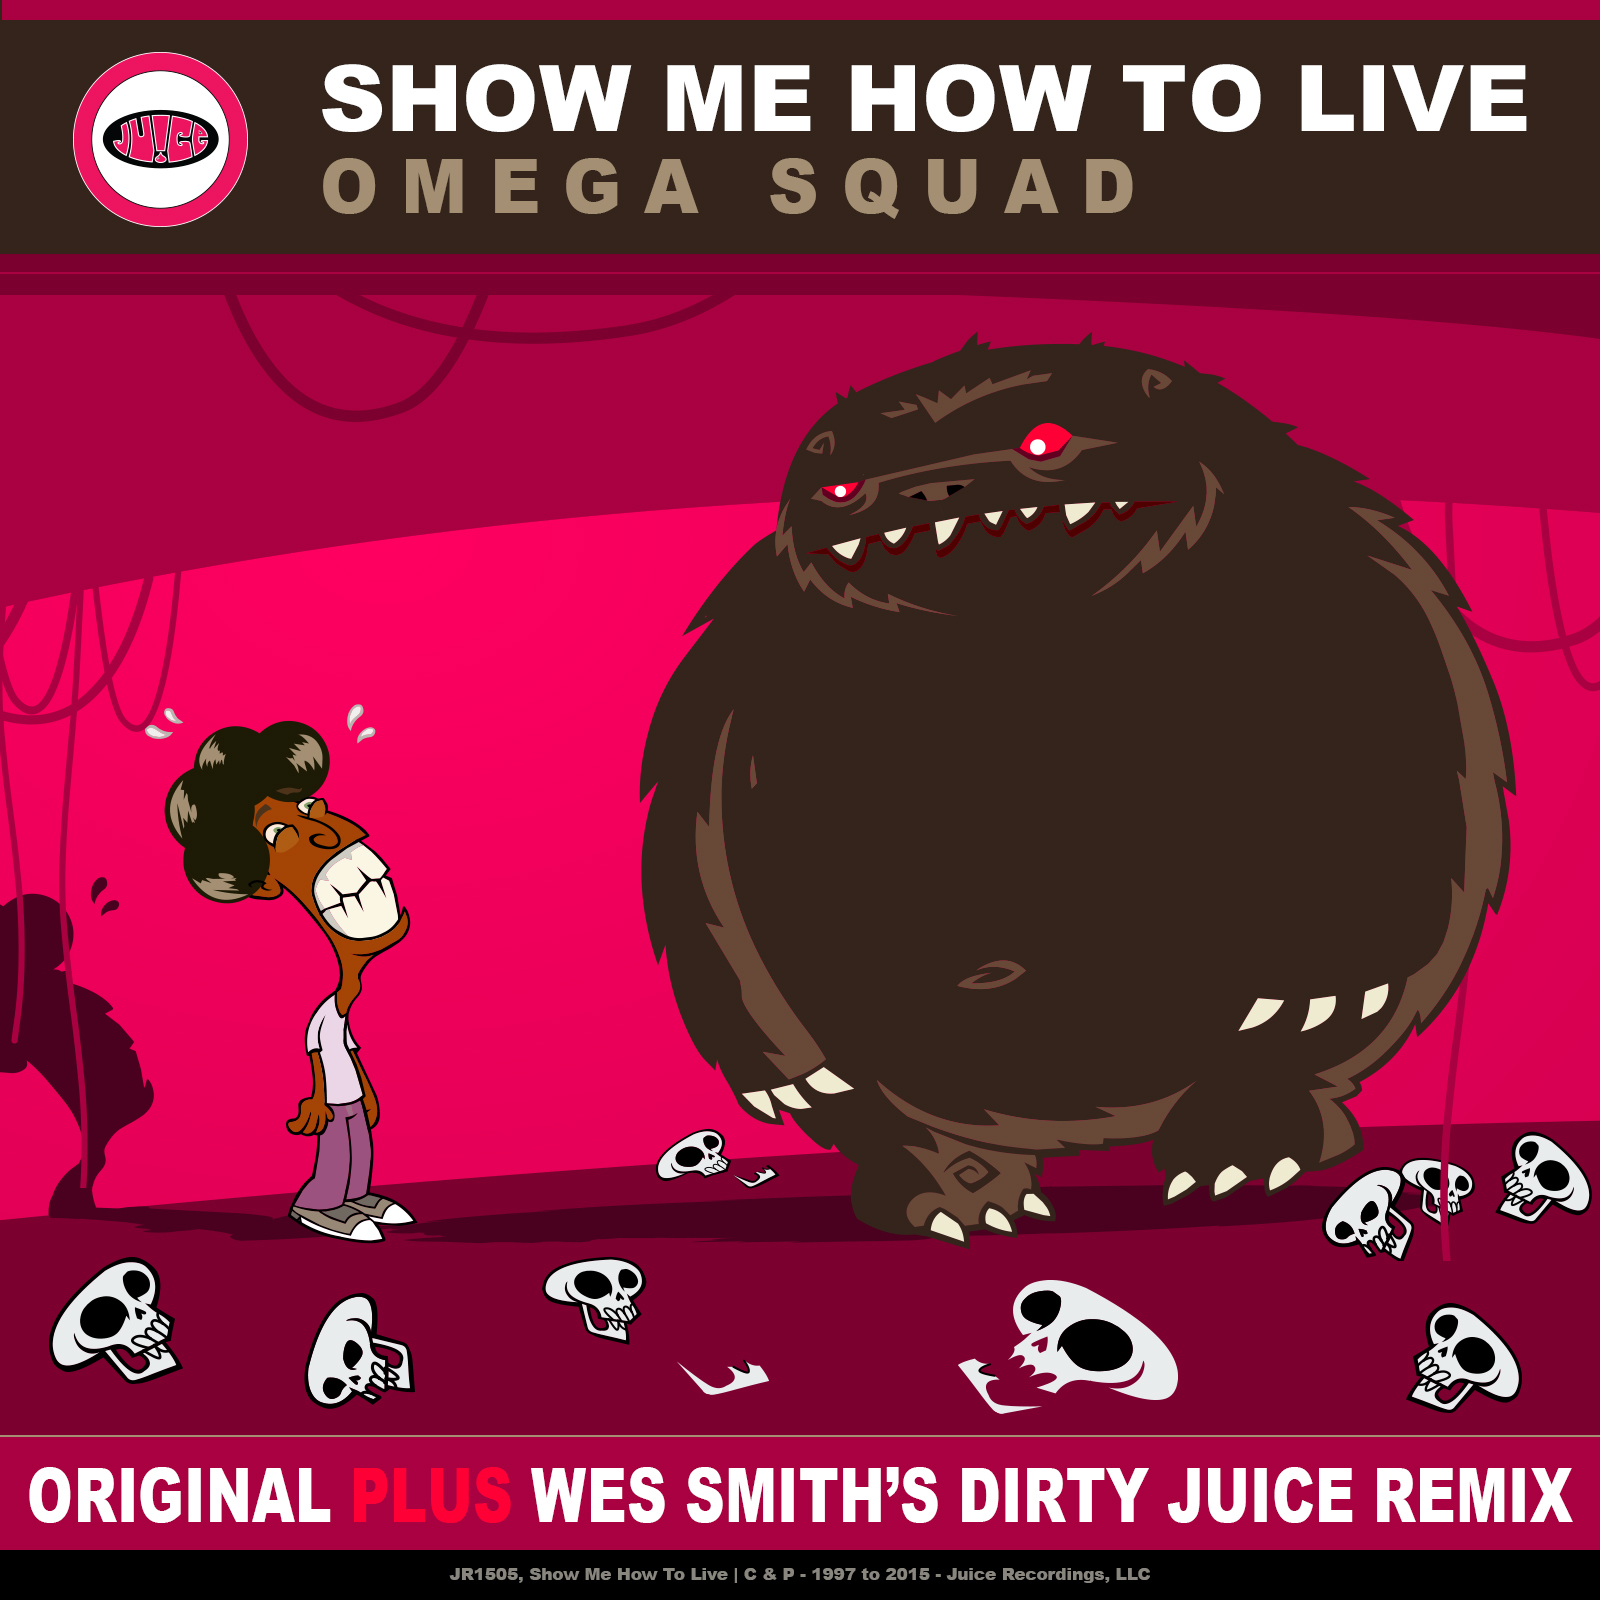 JUICE
SHOW ME HOW TO LIVE
OMEGA SQUAD
ORIGINAL PLUS WES SMITH'S DIRTY JUICE REMIX
JR1505, Show Me How To Live | C & P - 1997 to 2015 - Juice Recordings, LLC